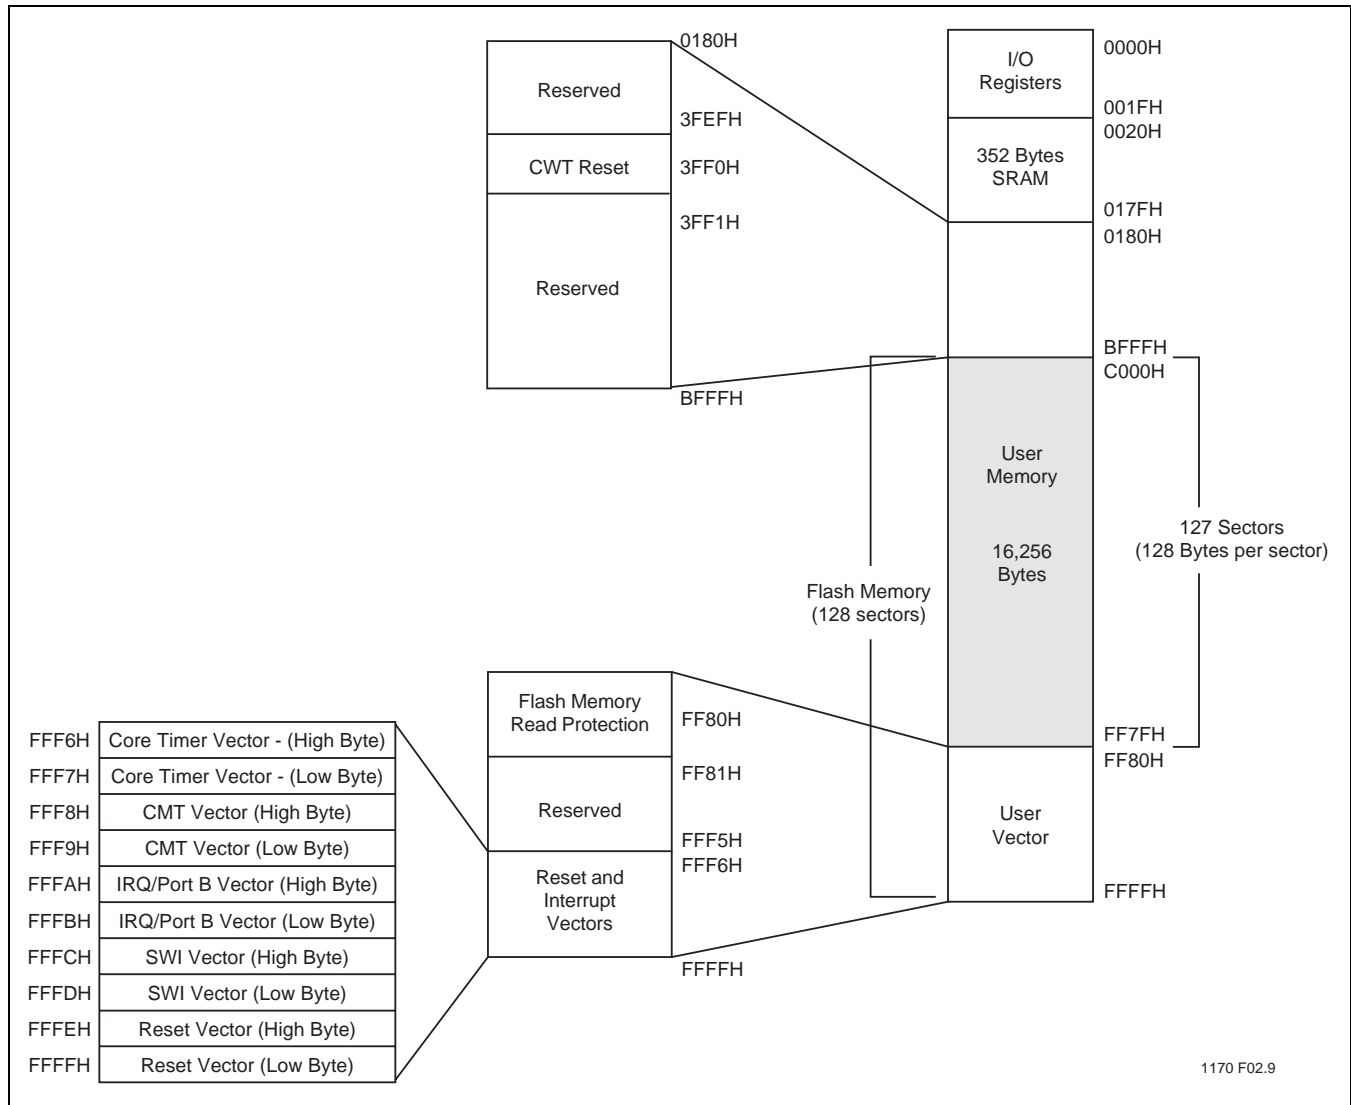 0180H
Reserved
3FEFH
CWT Reset
3FF0H
3FF1H
Reserved
BFFFH
I/O
Registers
0000H
001FH
0020H
352 Bytes
SRAM
017FH
0180H
BFFFH
C000H
User
Memory
16,256
Bytes
127 Sectors
(128 Bytes per sector)
Flash Memory
(128 sectors)
FF7FH
FF80H
User
Vector
FFFFH
Flash Memory
Read Protection
FF80H
FF81H
Reserved
FFF5H
FFF6H
Reset and
Interrupt
Vectors
FFFFH
FFF6H Core Timer Vector - (High Byte)
FFF7H Core Timer Vector - (Low Byte)
FFF8H CMT Vector (High Byte)
FFF9H CMT Vector (Low Byte)
FFFAH IRQ/Port B Vector (High Byte)
FFFBH IRQ/Port B Vector (Low Byte)
FFFCH SWI Vector (High Byte)
FFFDH SWI Vector (Low Byte)
FFFEH Reset Vector (High Byte)
FFFFH Reset Vector (Low Byte)
1170 F02.9